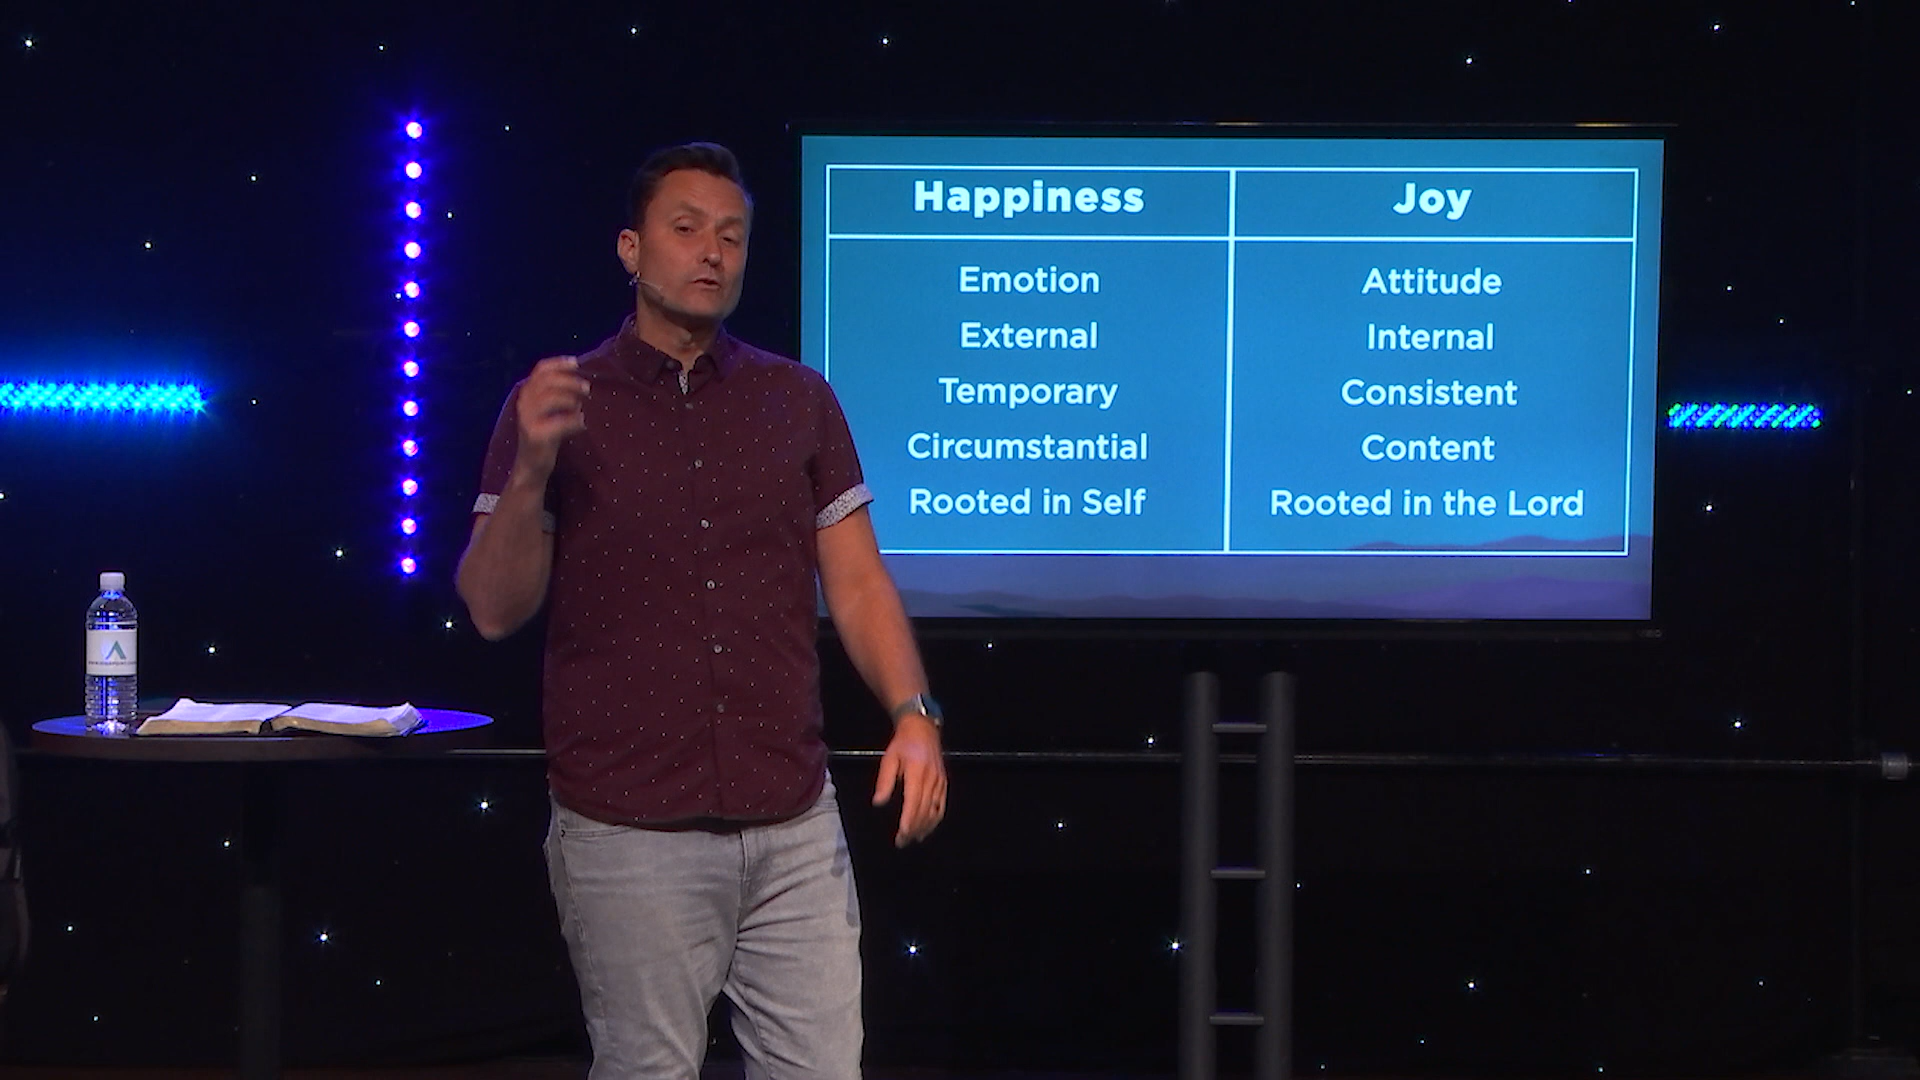 Happiness Joy
Emotion Attitude
External Internal
Temporary Consistent
Circumstantial Content
Rooted in Self Rooted in the Lord